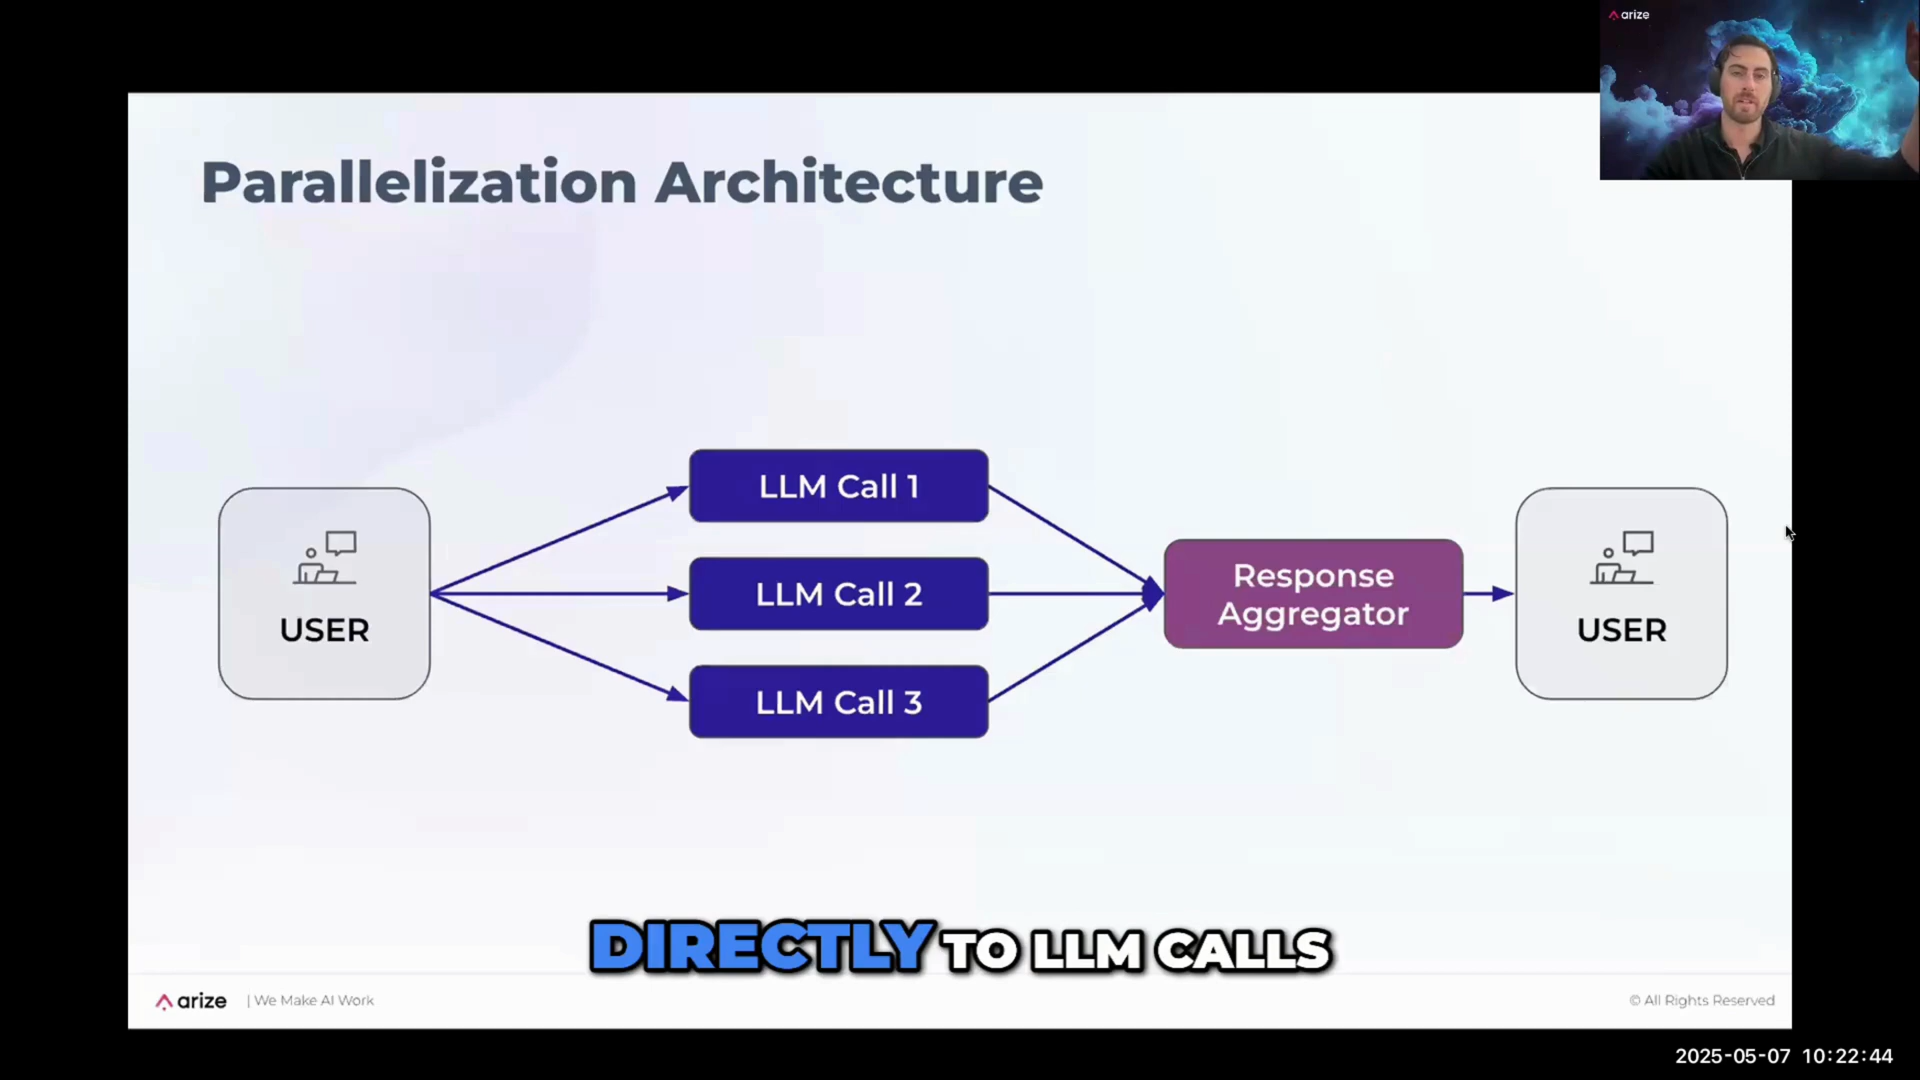 arize
Parallelization Architecture
USER
LLM Call 1
LLM Call 2
LLM Call 3
Response
Aggregator
USER
DIRECTLY TO LLM CALLS
arize | We Make AI Work
© All Rights Reserved
2025-05-07 10:22:44